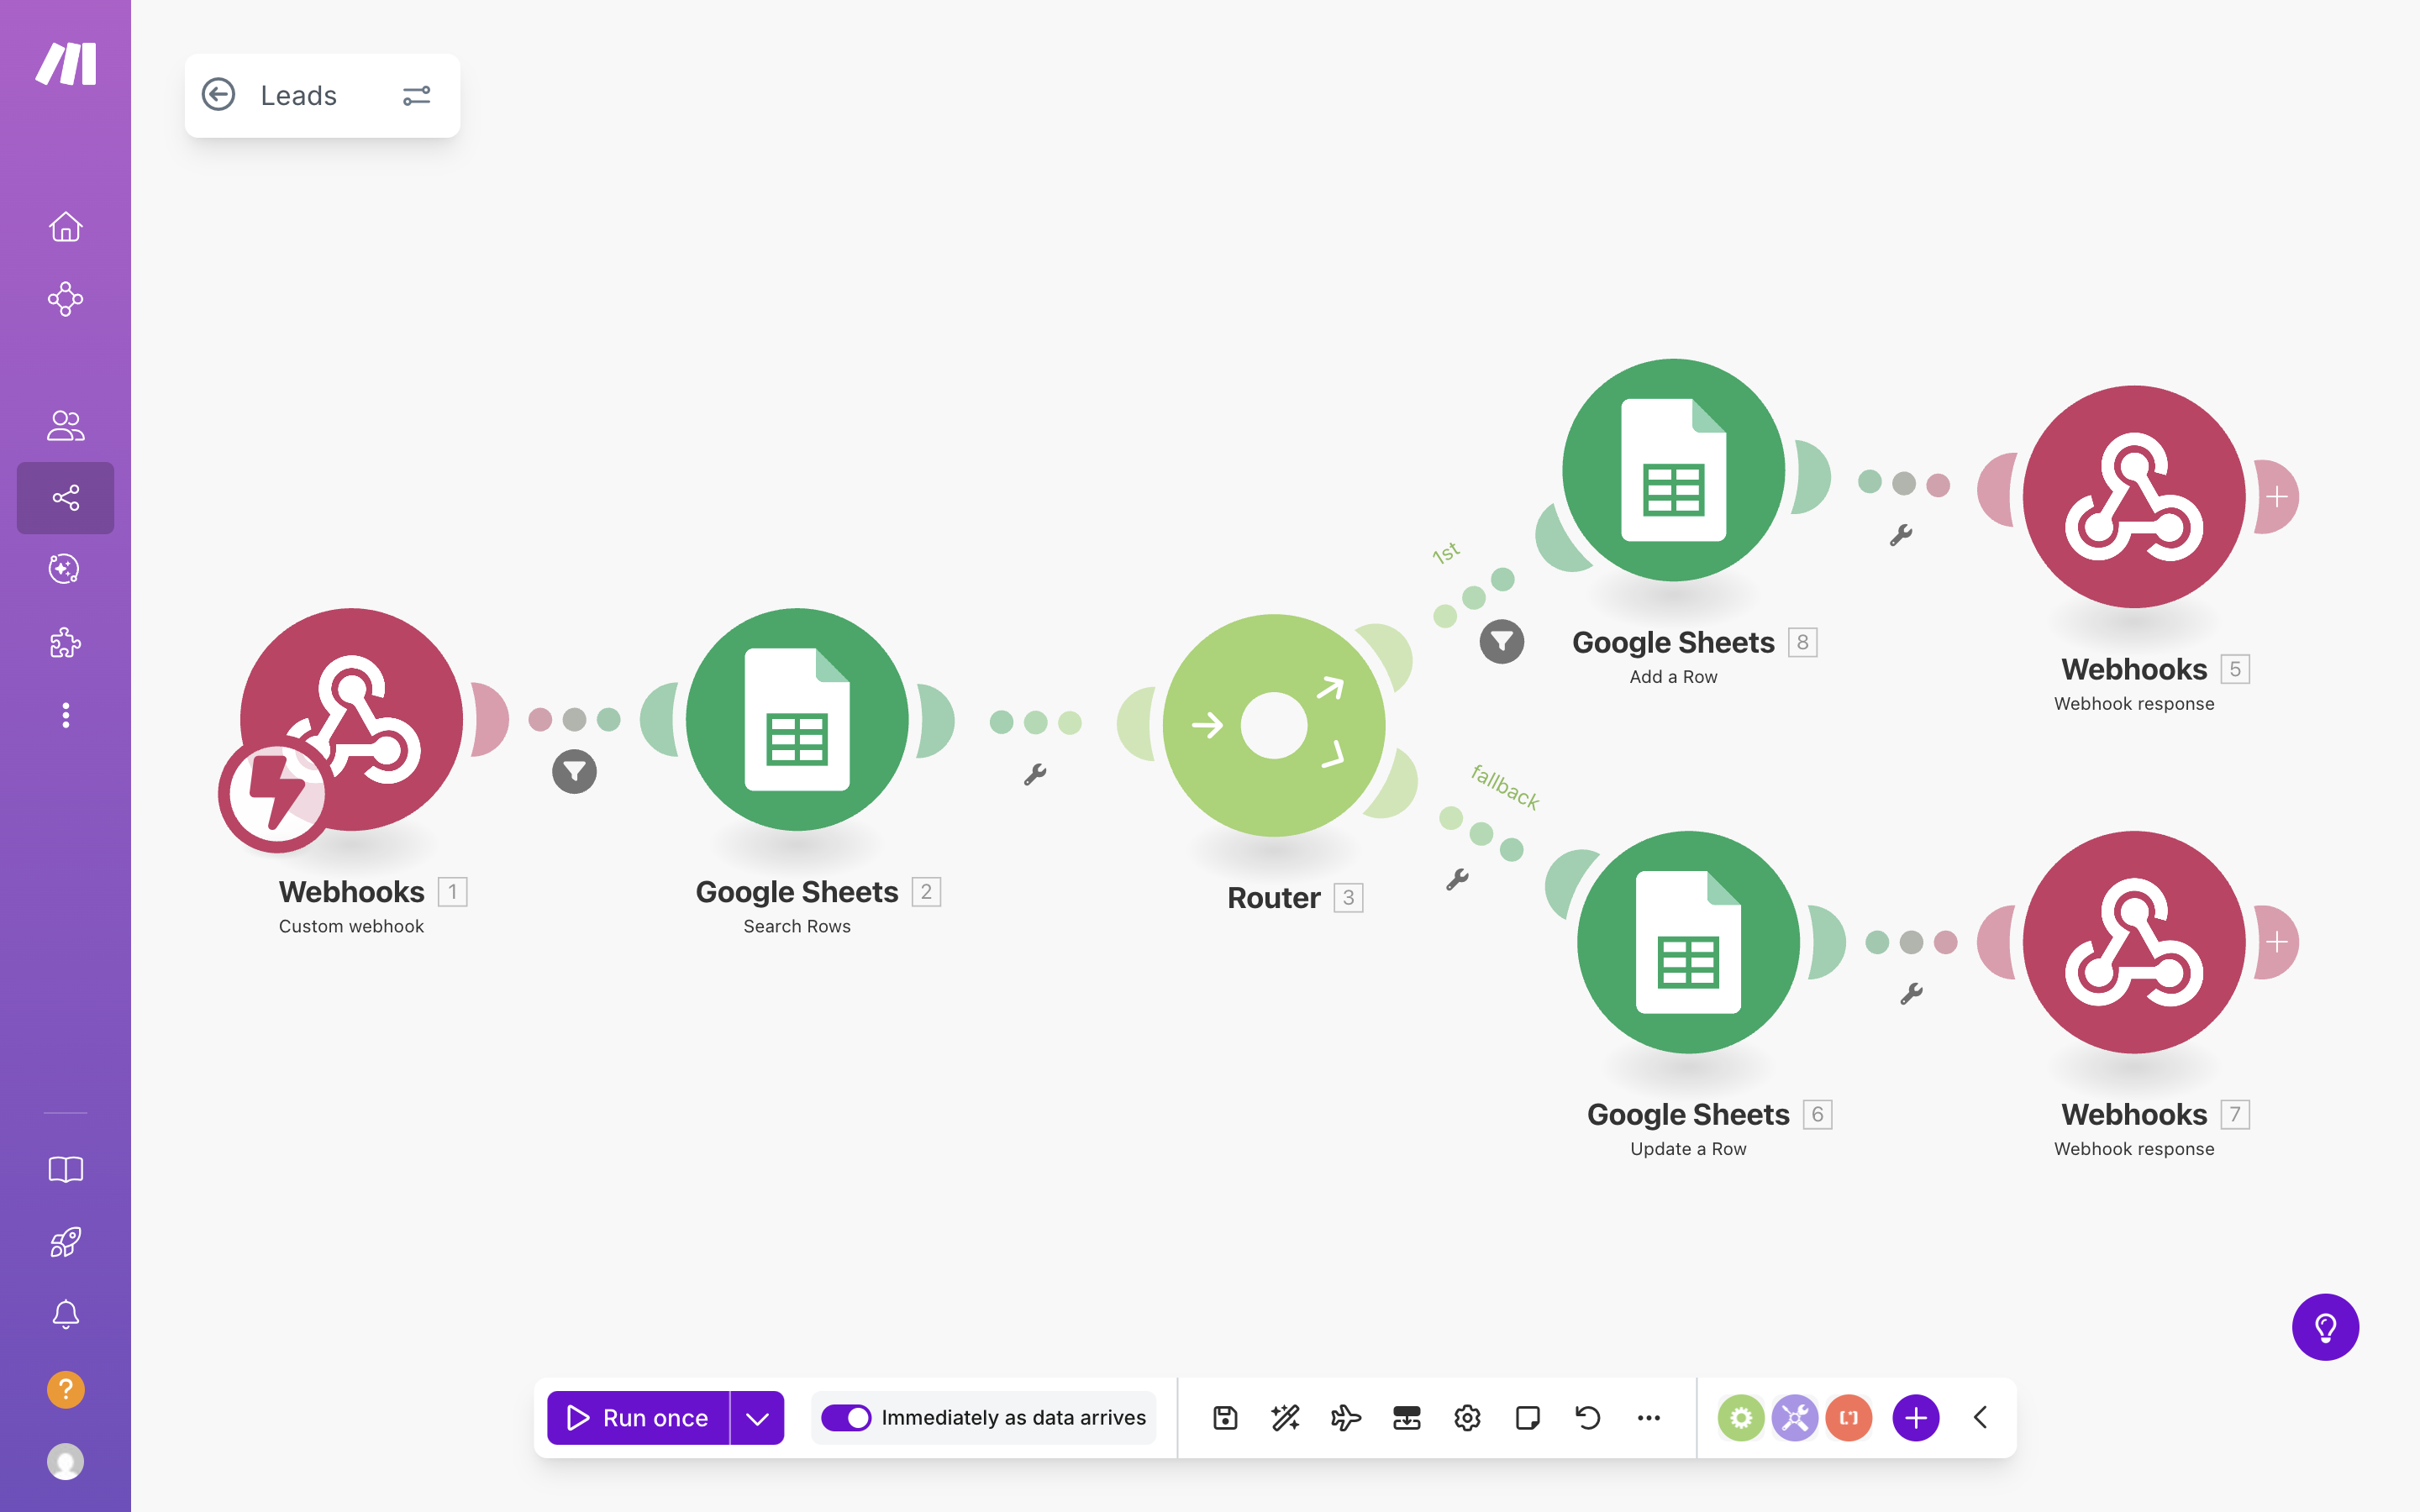 Leads
1st
Google Sheets 8
Add a Row
Webhooks 5
Webhook response
fallback
Webhooks 1
Custom webhook
Google Sheets 2
Search Rows
Router 3
Google Sheets 6
Update a Row
Webhooks 7
Webhook response
?
Run once
Immediately as data arrives